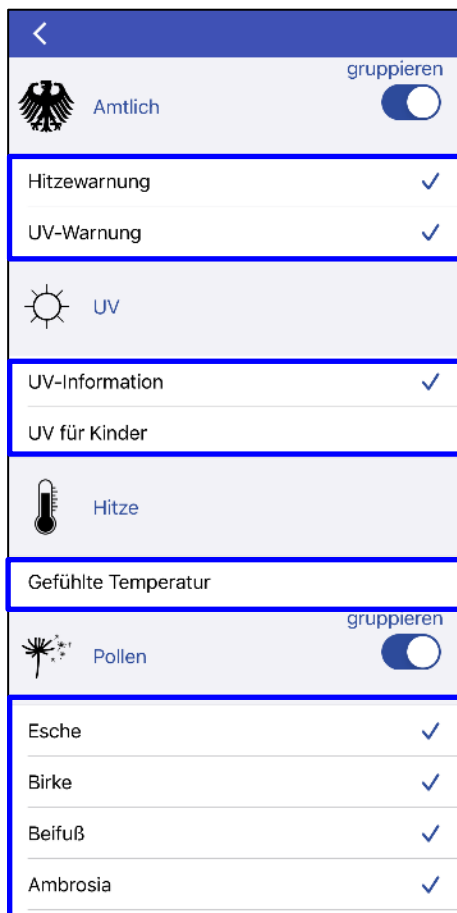 gruppieren
Amtlich
Hitzewarnung
UV-Warnung
UV
UV-Information
UV für Kinder
Hitze
Gefühlte Temperatur
gruppieren
Pollen
Esche
Birke
Beifuß
Ambrosia